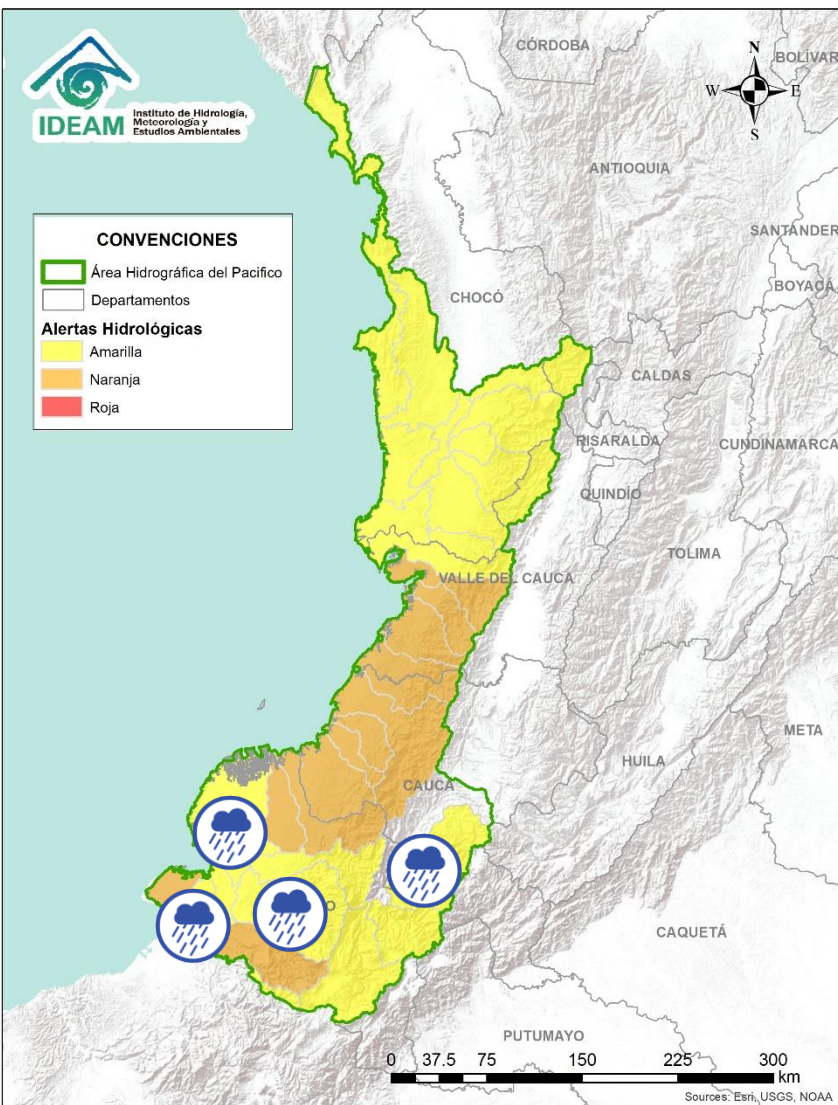 IDEAM
Instituto de Hidrología,
Meteorología y
Estudios Ambientales
CÓRDOBA
BOLÍVAR
N
W
E
S
ANTIOQUIA
SANTANDER
BOYACÁ
CONVENCIONES
Área Hidrográfica del Pacifico
Departamentos
Alertas Hidrológicas
Amarilla
Naranja
Roja
CHOCÓ
CALDAS
RISARALDA
CUNDINAMARCA
QUINDÍO
TOLIMA
VALLE DEL CAUCA
META
HUILA
CAUCA
O
CAQUETÁ
PUTUMAYO
0 37.5 75 150 225 300
km
Sources: Esri, USGS, NOAA